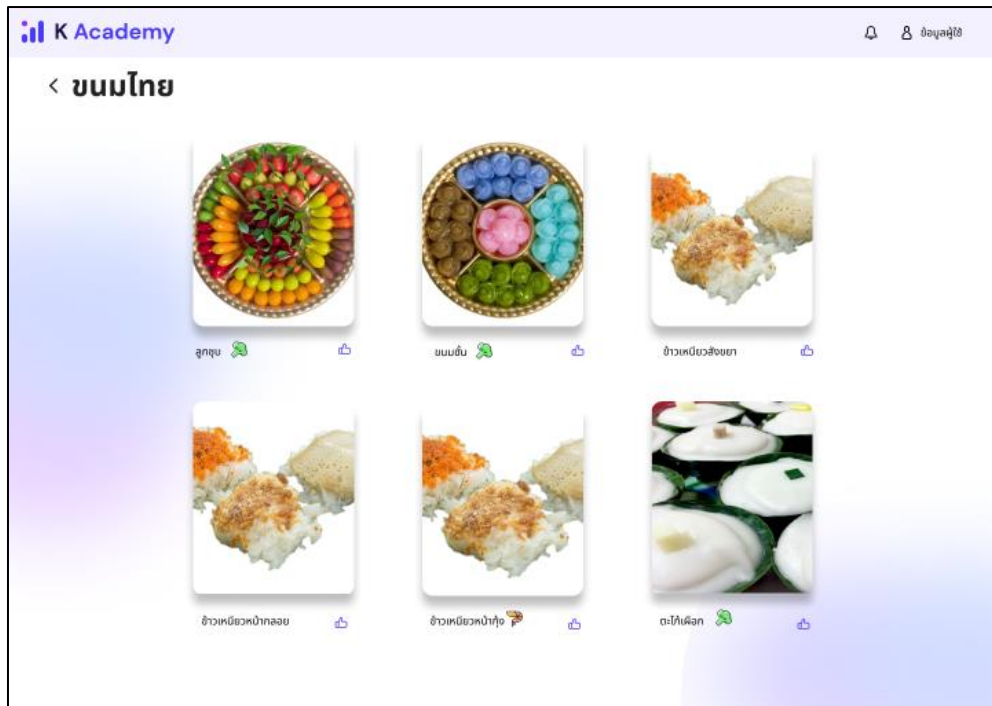 K Academy
ข้อมูลผู้ใช้
ขนมไทย
ลูกชุบ
ขนมชั้น
ข้าวเหนียวสังขยา
ข้าวเหนียวหน้ากลอย
ข้าวเหนียวหน้ากุ้ง
ตะโก้เผือก